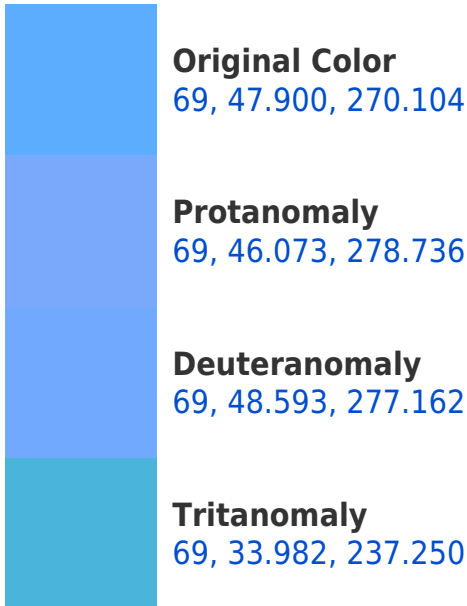 Original Color
69, 47.900, 270.104
Protanomaly
69, 46.073, 278.736
Deuteranomaly
69, 48.593, 277.162
Tritanomaly
69, 33.982, 237.250